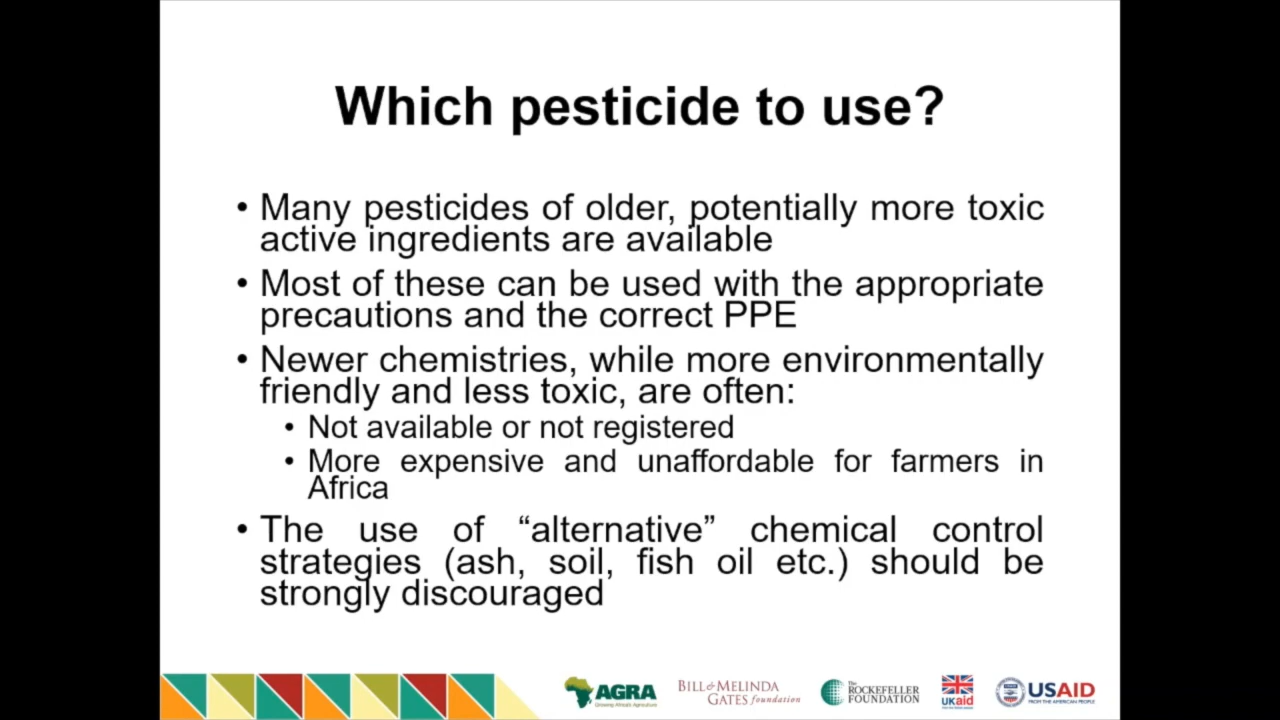 Which pesticide to use?
• Many pesticides of older, potentially more toxic
active ingredients are available
• Most of these can be used with the appropriate
precautions and the correct PPE
• Newer chemistries, while more environmentally
friendly and less toxic, are often:
• Not available or not registered
• More expensive and unaffordable for farmers in
Africa
• The use of “alternative” chemical control
strategies (ash, soil, fish oil etc.) should be
strongly discouraged
AGRA
Growing Africa's Agriculture
BILL & MELINDA
GATES foundation
The
ROCKEFELLER
FOUNDATION
UKaid
USAID
FROM THE AMERICAN PEOPLE